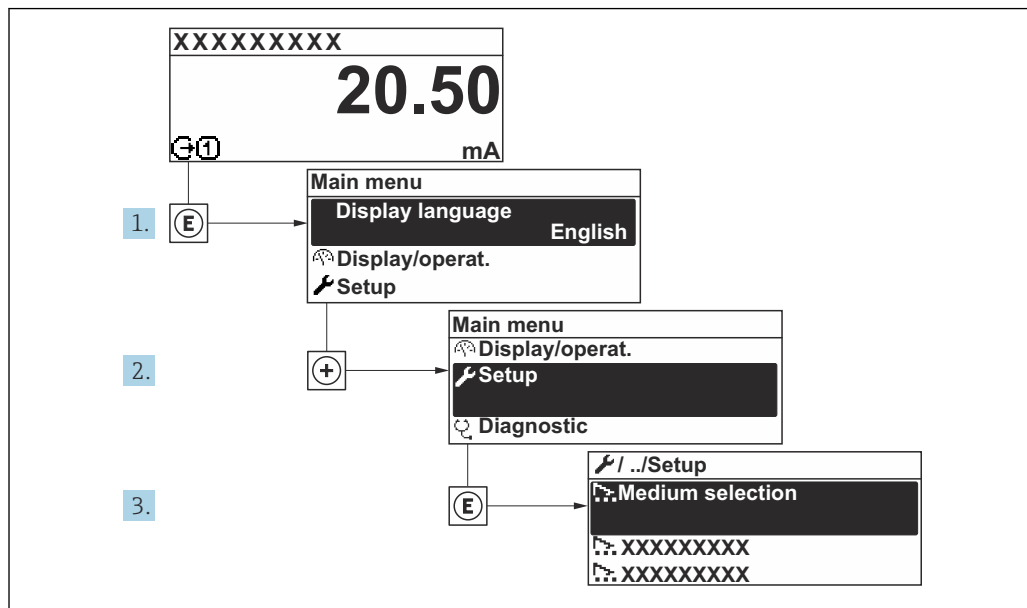 XXXXXXXXX
20.50
1 mA
1. E
Main menu
Display language
English
Display/operat.
Setup
2. +
Main menu
Display/operat.
Setup
Diagnostic
3. E
/ ../Setup
Medium selection
XXXXXXXXX
XXXXXXXXX